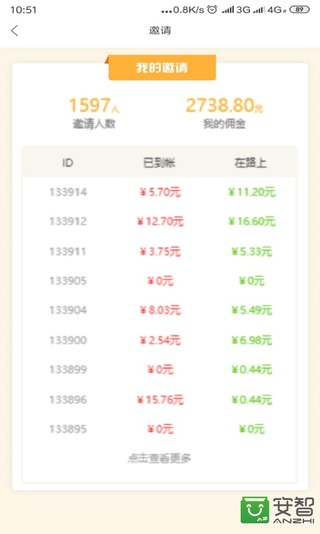 10:51 ...0.8K/s 3G 4G 89
邀请
我的邀请
1597人 2738.80元
邀请人数 我的佣金
ID 已到帐 在路上
133914 ￥5.70元 ￥11.20元
133912 ￥12.70元 ￥16.60元
133911 ￥3.75元 ￥5.33元
133905 ￥0元 ￥0元
133904 ￥8.03元 ￥5.49元
133900 ￥2.54元 ￥6.98元
133899 ￥0元 ￥0.44元
133896 ￥15.76元 ￥0.44元
133895 ￥0元 ￥0元
点击查看更多
安智
ANZHI